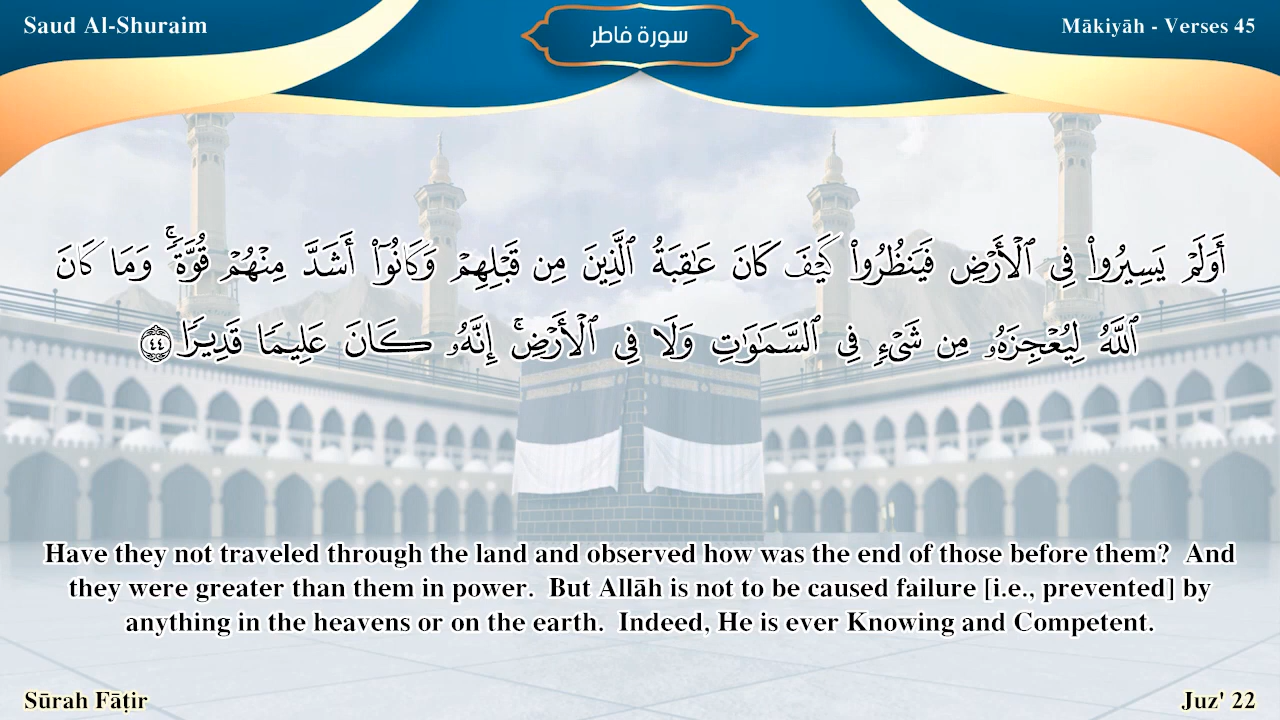 Saud Al-Shuraim
سورة فاطر
Mākiyāh - Verses 45
أَوَلَمْ يَسِيرُوا۟ فِى ٱلْأَرْضِ فَيَنظُرُوا۟ كَيْفَ كَانَ عَـٰقِبَةُ ٱلَّذِينَ مِن قَبْلِهِمْ وَكَانُوٓا۟ أَشَدَّ مِنْهُمْ قُوَّةً ۚ وَمَا كَانَ
ٱللَّهُ لِيُعْجِزَهُۥ مِن شَىْءٍ فِى ٱلسَّمَـٰوَٰتِ وَلَا فِى ٱلْأَرْضِ ۚ إِنَّهُۥ كَانَ عَلِيمًا قَدِيرًا ٤٤
Have they not traveled through the land and observed how was the end of those before them?  And
they were greater than them in power.  But Allāh is not to be caused failure [i.e., prevented] by
anything in the heavens or on the earth.  Indeed, He is ever Knowing and Competent.
Sūrah Fāṭir
Juz' 22